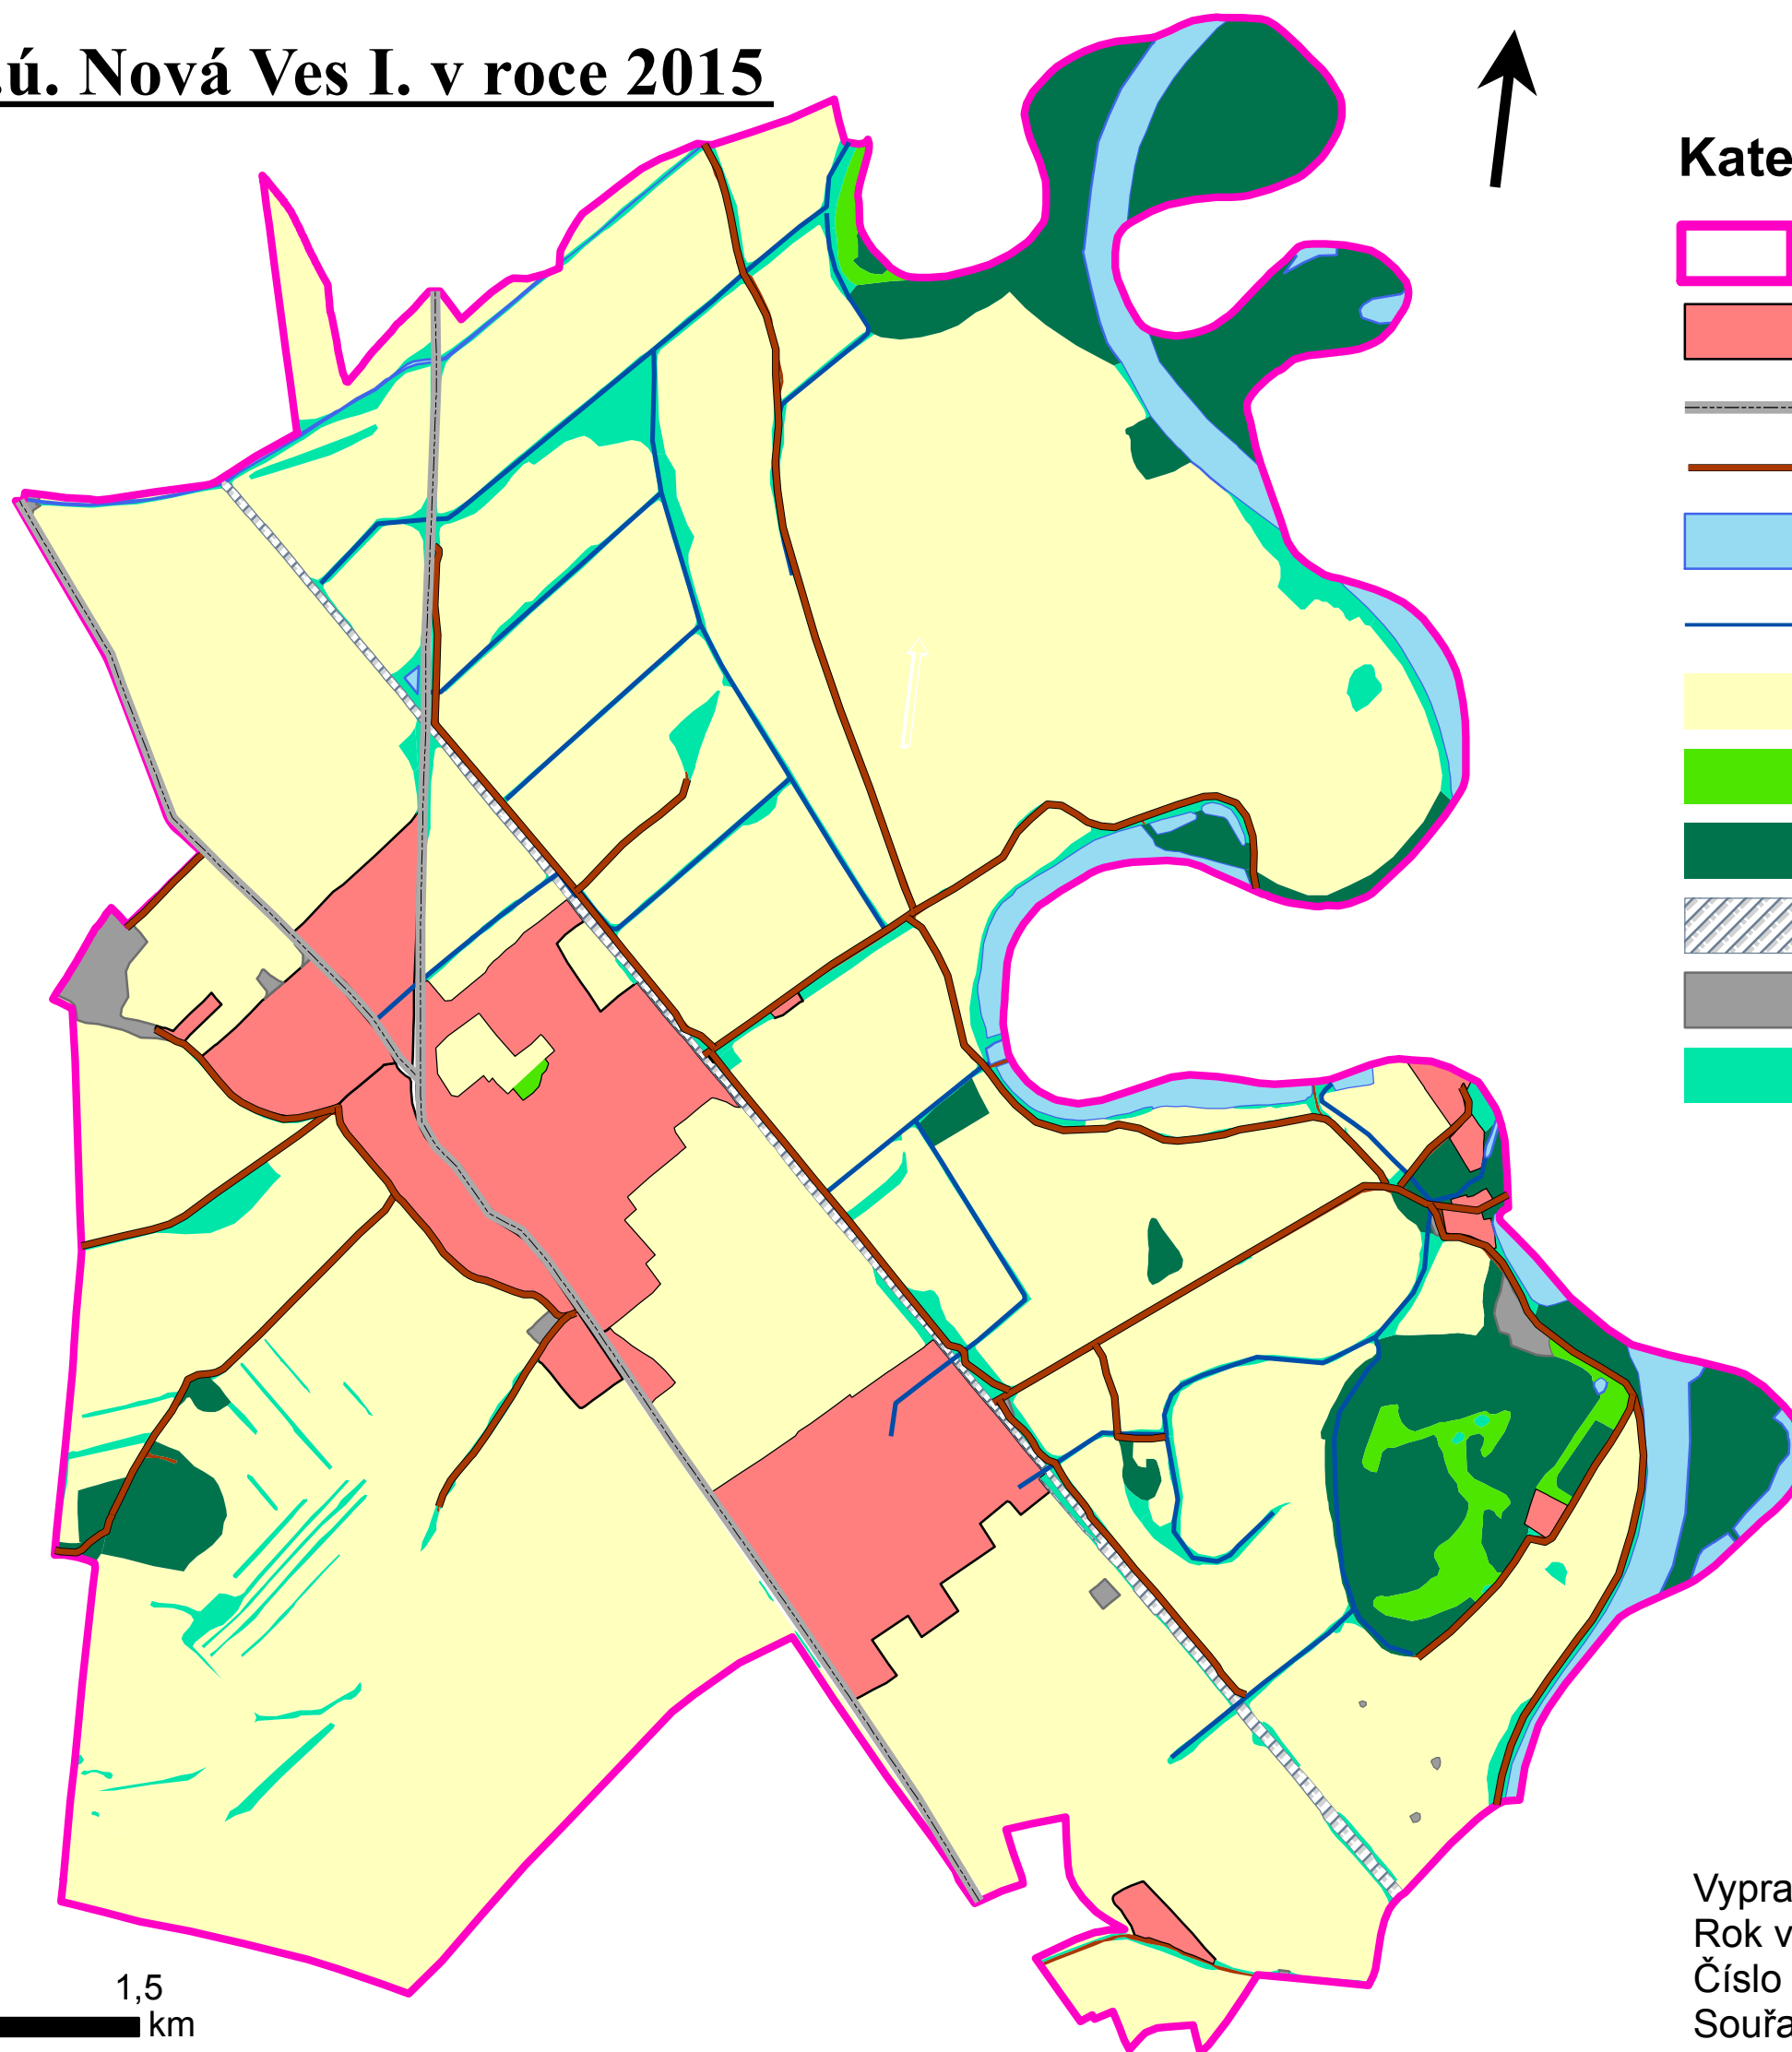 .ú. Nová Ves I. v roce 2015
Kate
1,5
km
Vypra
Rok v
Číslo
Souřa